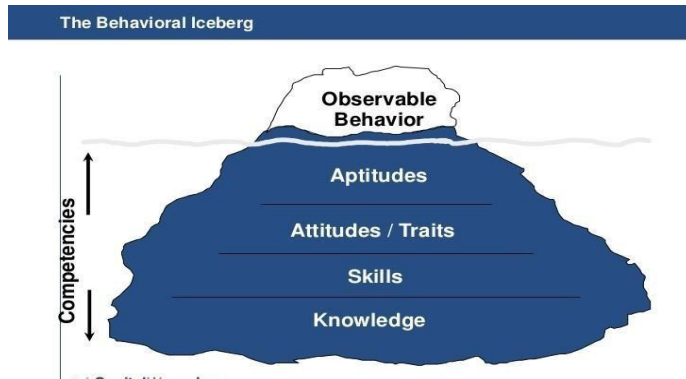 The Behavioral Iceberg
Observable
Behavior
Aptitudes
Attitudes / Traits
Skills
Knowledge
Competencies